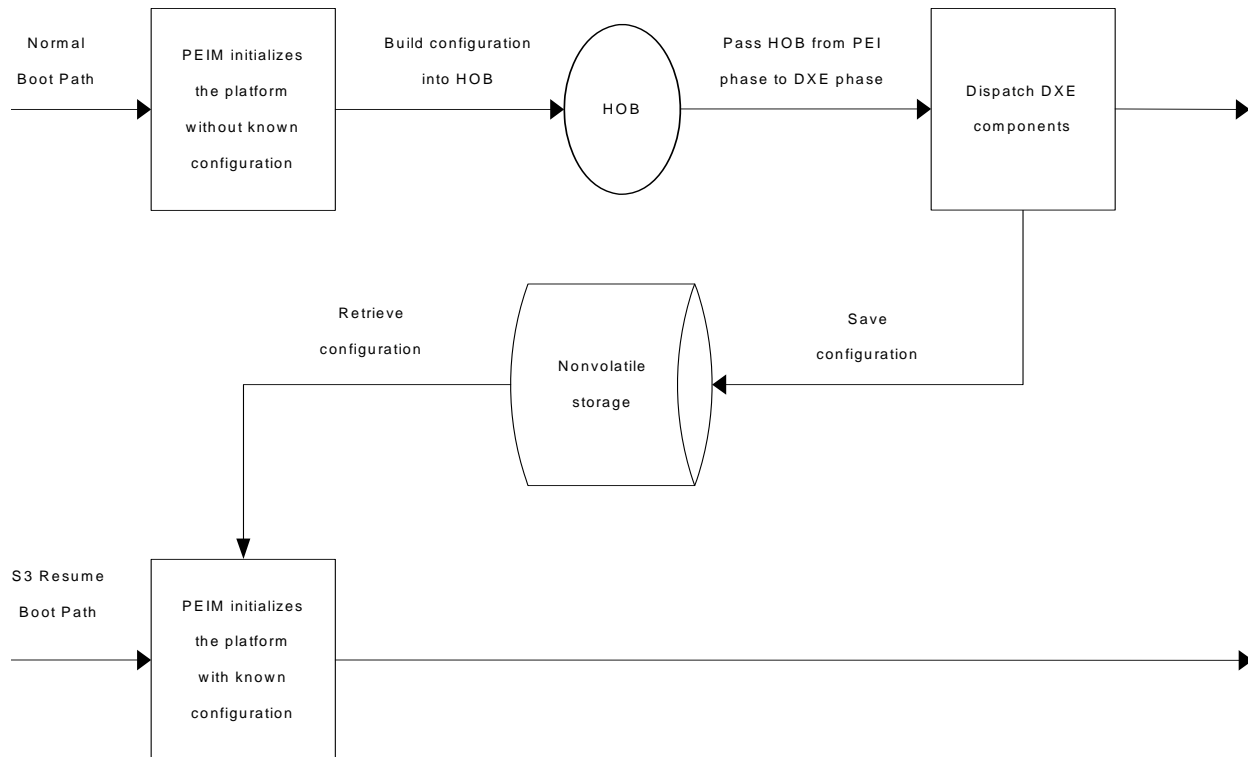 Normal
Boot Path
PEIM initializes
the platform
without known
configuration
Build configuration
into HOB
HOB
Pass HOB from PEI
phase to DXE phase
Dispatch DXE
components
Retrieve
configuration
Nonvolatile
storage
Save
configuration
S3 Resume
Boot Path
PEIM initializes
the platform
with known
configuration